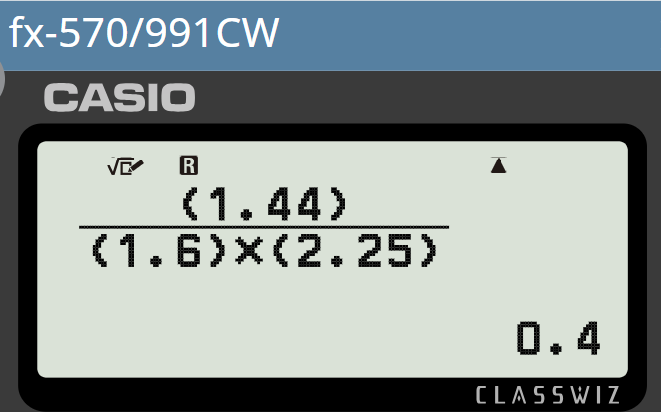 fx-570/991CW
CASIO
√□ R
(1.44)
(1.6)×(2.25)
0.4
CLASSWIZ